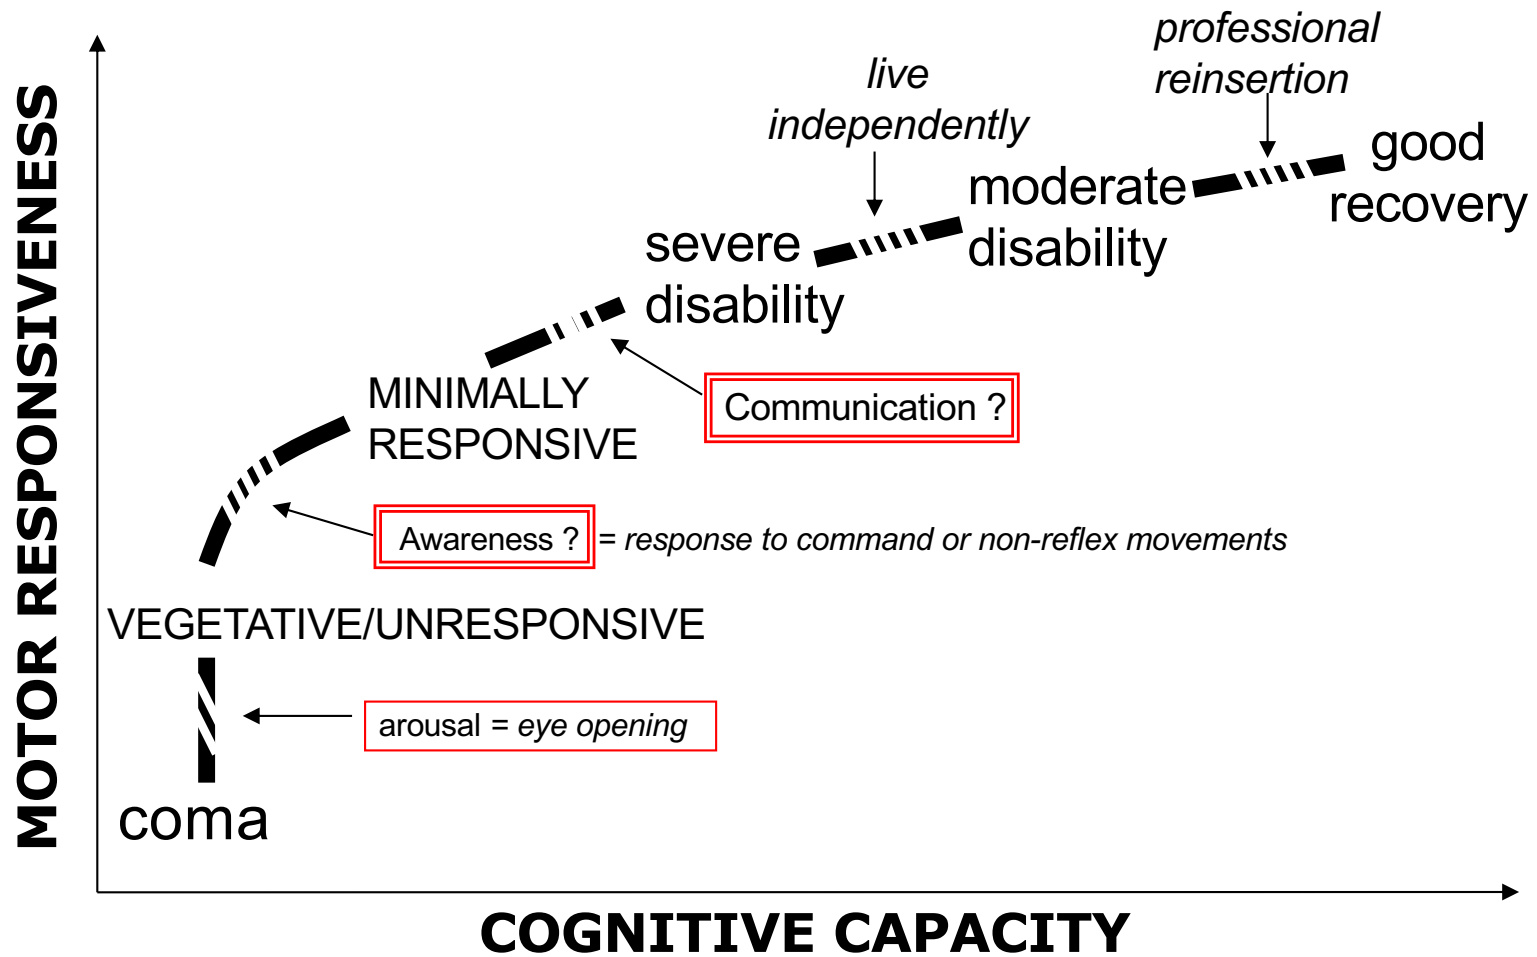 MOTOR RESPONSIVENESS
professional
reinsertion
live
independently
good
recovery
moderate
disability
severe
disability
MINIMALLY
RESPONSIVE
Communication ?
Awareness ? = response to command or non-reflex movements
VEGETATIVE/UNRESPONSIVE
arousal = eye opening
coma
COGNITIVE CAPACITY